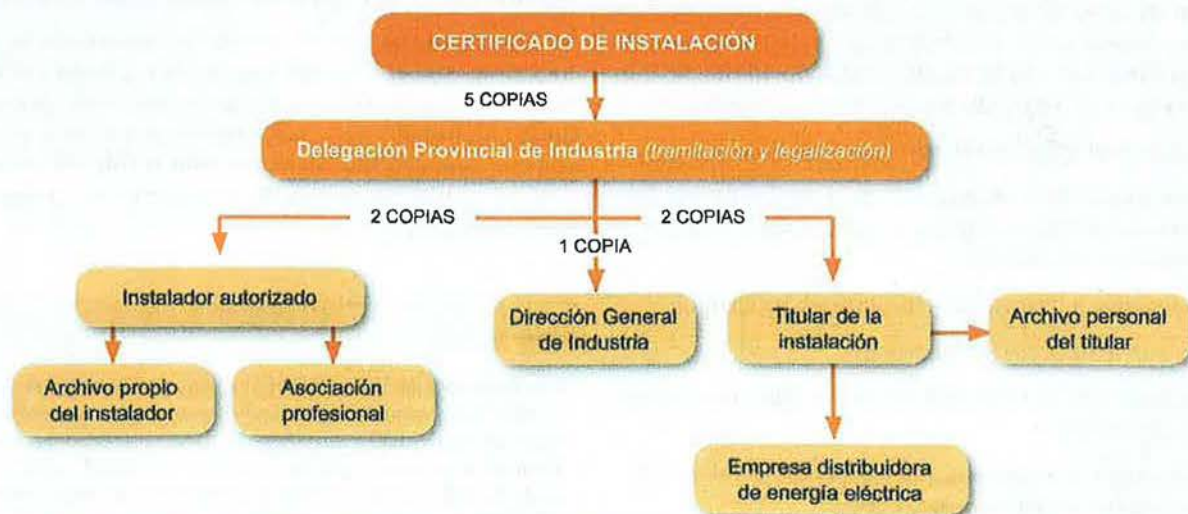 CERTIFICADO DE INSTALACIÓN
5 COPIAS
Delegación Provincial de Industria (tramitación y legalización)
2 COPIAS
2 COPIAS
1 COPIA
Instalador autorizado
Dirección General
de Industria
Titular de la
instalación
Archivo personal
del titular
Archivo propio
del instalador
Asociación
profesional
Empresa distribuidora
de energía eléctrica